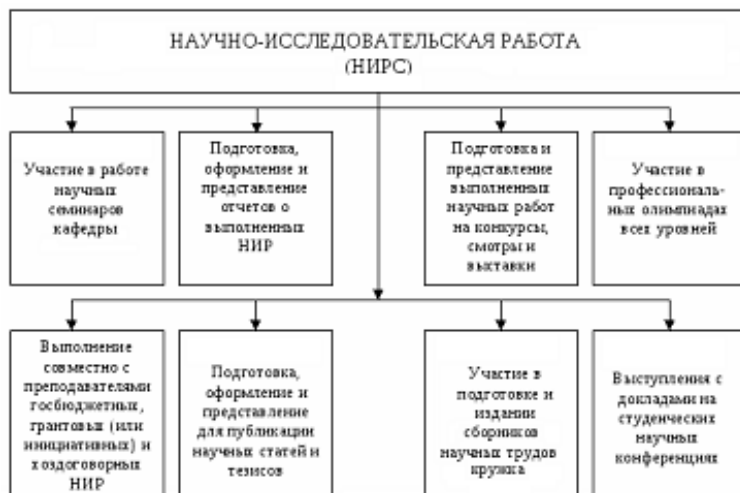 НАУЧНО-ИССЛЕДОВАТЕЛЬСКАЯ РАБОТА
(НИРС)
Участие в работе
научных
семинаров
кафедры
Подготовка,
оформление и
представление
отчетов о
выполненных
НИР
Подготовка и
представление
выполненных
научных работ
на конкурсы,
смотры и
выставки
Участие в
профессиональ-
ных олимпиадах
всех уровней
Выполнение
совместно с
преподавателями
госбюджетных,
грантовых (или
инициативных) и
хоздоговорных
НИР
Подготовка,
оформление и
представление
для публикации
научных статей и
тезисов
Участие в
подготовке и
издании
сборников
научных трудов
кружка
Выступления с
докладами на
студенческих
научных
конференциях